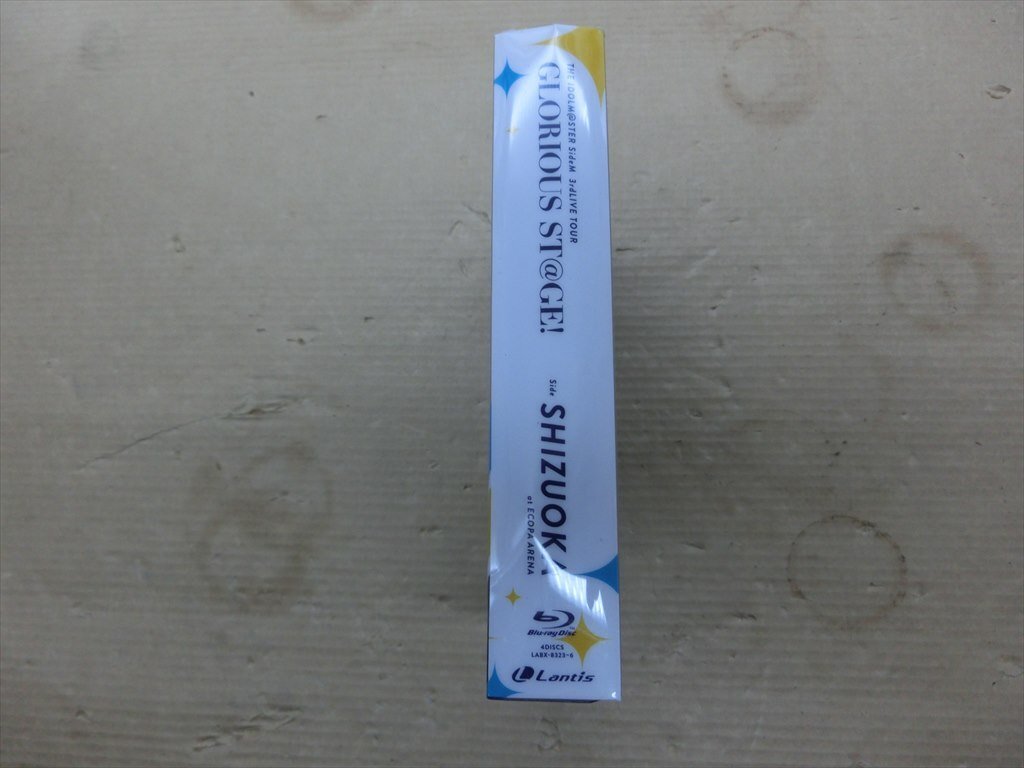 THE IDOLM@STER SideM 3rdLIVE TOUR
GLORIOUS ST@GE!
Side SHIZUOKA
at ECOPA ARENA
Blu-ray Disc
4DISCS
LABX-8323~6
Lantis